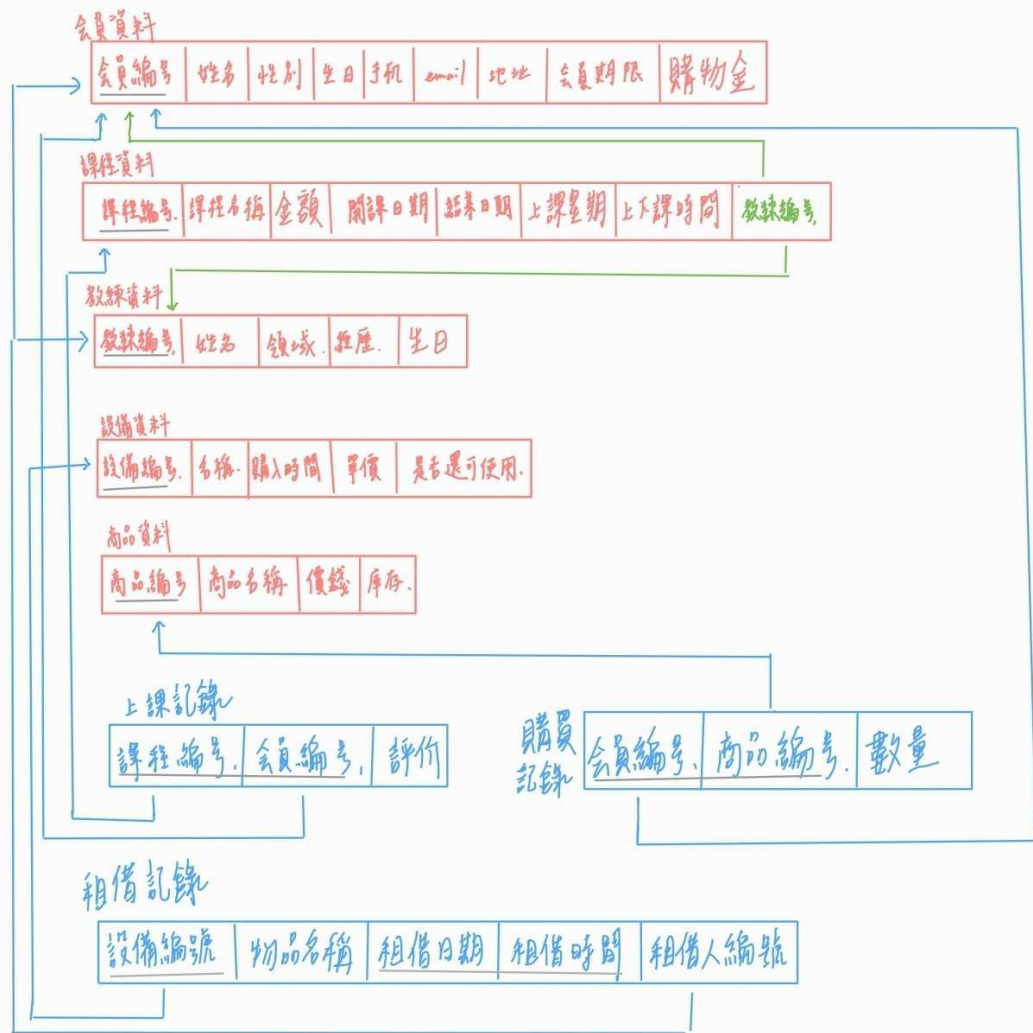 会員資料
会員編号 姓名 性別 生日 手机 email 地址 会員期限 購物金
課程資料
課程編号. 課程名稱 金額 開課日期 結業日期 上課星期 上下課時間 教練編号.
教練資料
教練編号. 姓名 領域. 經歷. 生日
設備資料
設備編号. 名稱. 購入時間 單價 是否還可使用.
商品資料
商品編号 商品名稱 價錢 庫存.
上課記錄
課程編号. 会員編号. 評价
購買
記錄
会員編号. 商品編号. 數量
租借記錄
設備編號 物品名稱 租借日期 租借時間 租借人編號